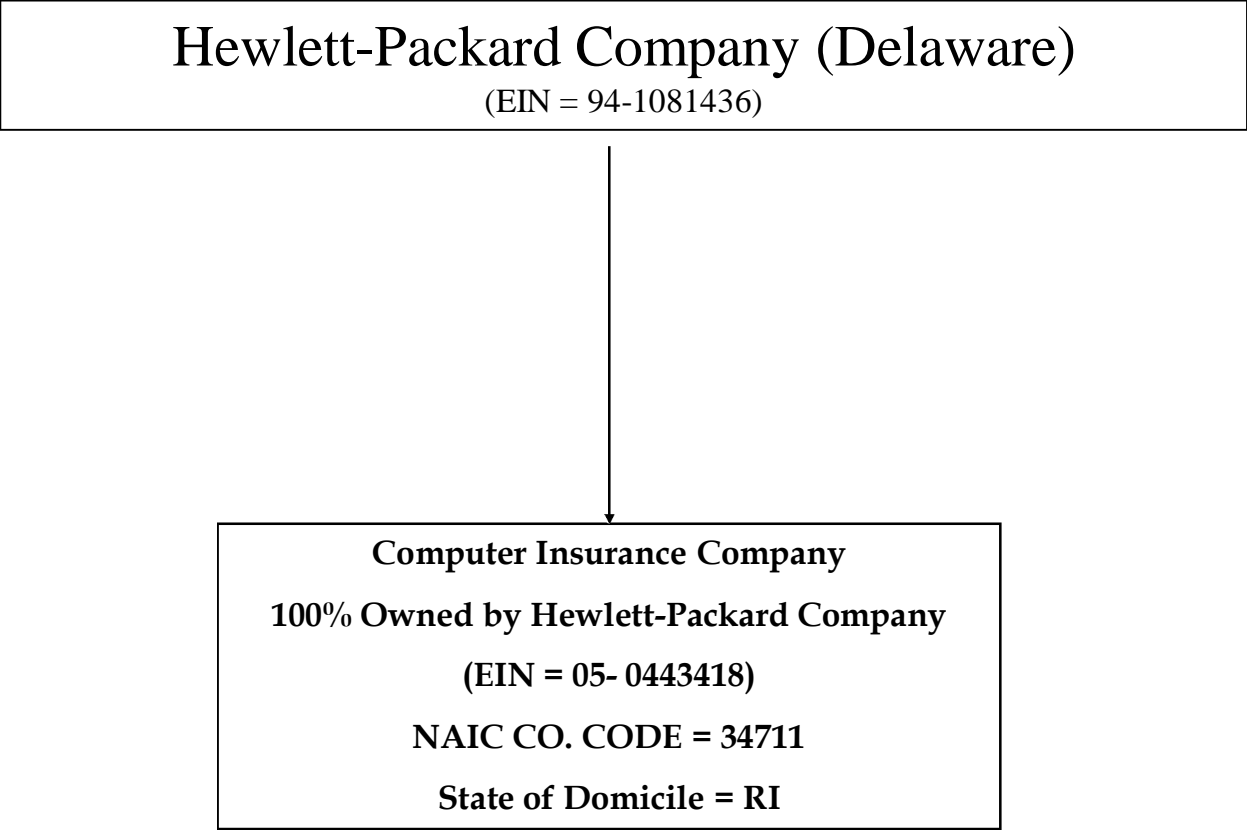 Hewlett-Packard Company (Delaware)
(EIN = 94-1081436)
Computer Insurance Company
100% Owned by Hewlett-Packard Company
(EIN = 05- 0443418)
NAIC CO. CODE = 34711
State of Domicile = RI